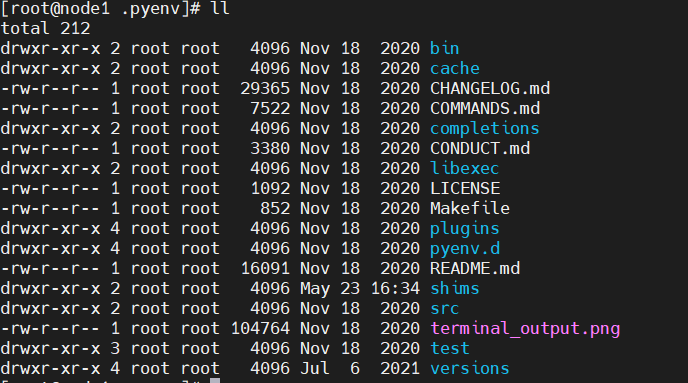 [root@node1 .pyenv]# ll
total 212
drwxr-xr-x 2 root root   4096 Nov 18  2020 bin
drwxr-xr-x 2 root root   4096 Nov 18  2020 cache
-rw-r--r-- 1 root root  29365 Nov 18  2020 CHANGELOG.md
-rw-r--r-- 1 root root   7522 Nov 18  2020 COMMANDS.md
drwxr-xr-x 2 root root   4096 Nov 18  2020 completions
-rw-r--r-- 1 root root   3380 Nov 18  2020 CONDUCT.md
drwxr-xr-x 2 root root   4096 Nov 18  2020 libexec
-rw-r--r-- 1 root root   1092 Nov 18  2020 LICENSE
-rw-r--r-- 1 root root    852 Nov 18  2020 Makefile
drwxr-xr-x 4 root root   4096 Nov 18  2020 plugins
drwxr-xr-x 4 root root   4096 Nov 18  2020 pyenv.d
-rw-r--r-- 1 root root  16091 Nov 18  2020 README.md
drwxr-xr-x 2 root root   4096 May 23 16:34 shims
drwxr-xr-x 2 root root   4096 Nov 18  2020 src
-rw-r--r-- 1 root root 104764 Nov 18  2020 terminal_output.png
drwxr-xr-x 3 root root   4096 Nov 18  2020 test
drwxr-xr-x 4 root root   4096 Jul  6  2021 versions